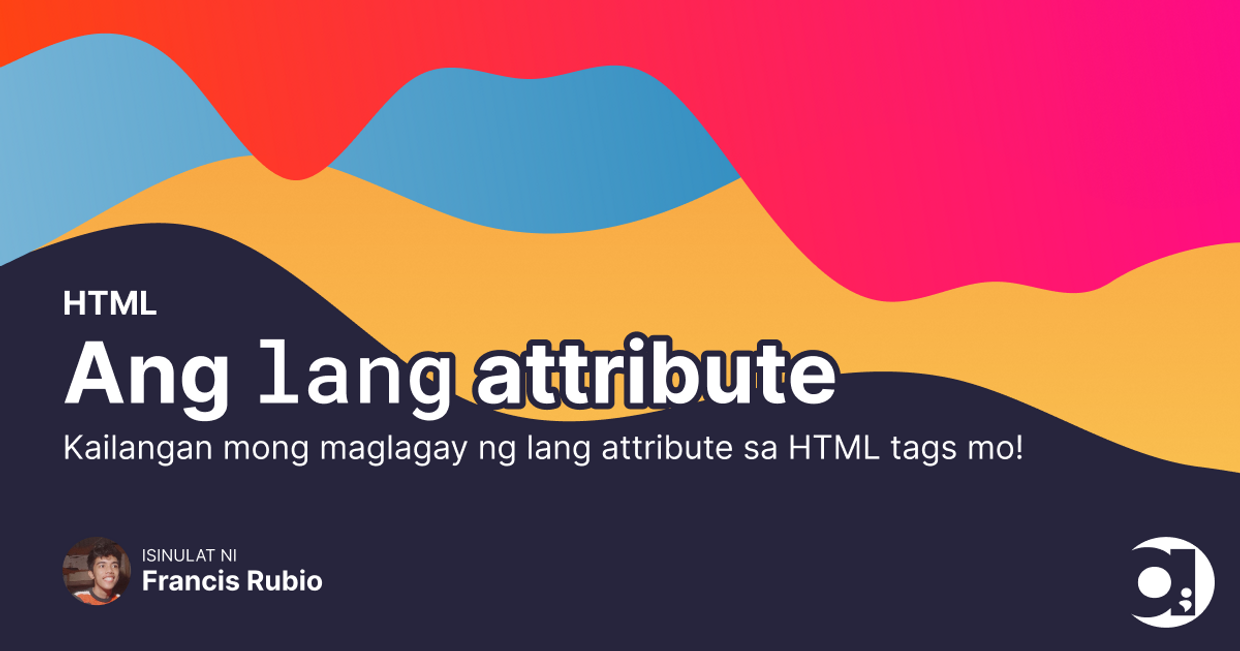 HTML
Ang lang attribute
Kailangan mong maglagay ng lang attribute sa HTML tags mo!
ISINULAT NI
Francis Rubio